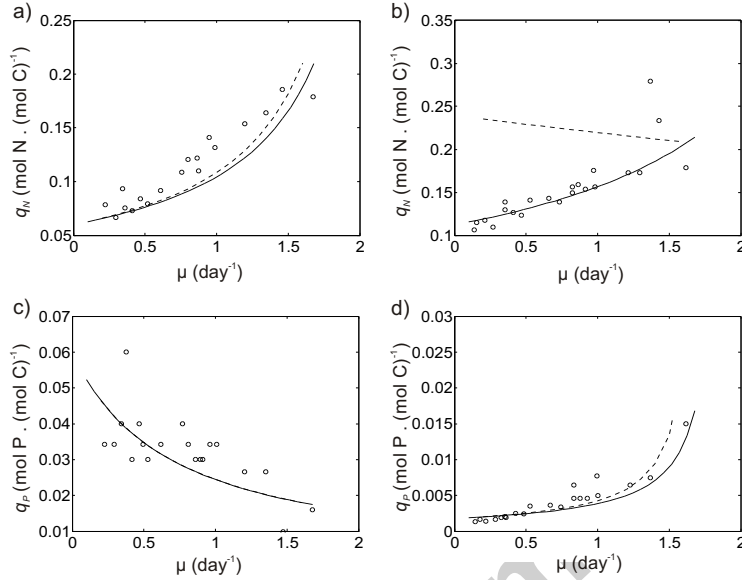 a)
0.25
0.2
0.15
0.1
0.05
q_N (mol N . (mol C)⁻¹
0 0.5 1 1.5 2
μ (day⁻¹
b)
0.35
0.3
0.25
0.2
0.15
0.1
q_N (mol N . (mol C)⁻¹
0 0.5 1 1.5 2
μ (day⁻¹)
c)
0.07
0.06
0.05
0.04
0.03
0.02
0.01
q_P (mol P . (mol C)⁻¹
0 0.5 1 1.5 2
μ (day⁻¹)
d)
0.03
0.025
0.02
0.015
0.01
0.005
0
q_P (mol P . (mol C)⁻¹
0 0.5 1 1.5 2
μ (day⁻¹)